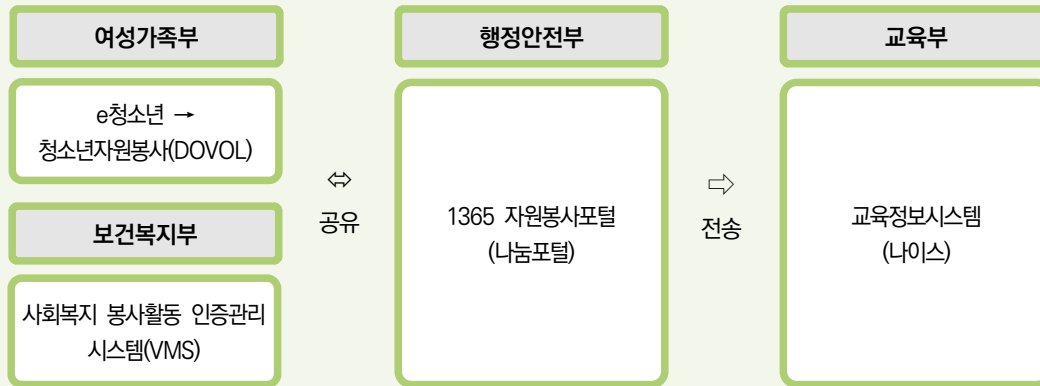 여성가족부
e청소년 →
청소년자원봉사(DOVOL)
보건복지부
사회복지 봉사활동 인증관리
시스템(VMS)
⇔
공유
행정안전부
1365 자원봉사포털
(나눔포털)
⇨
전송
교육부
교육정보시스템
(나이스)